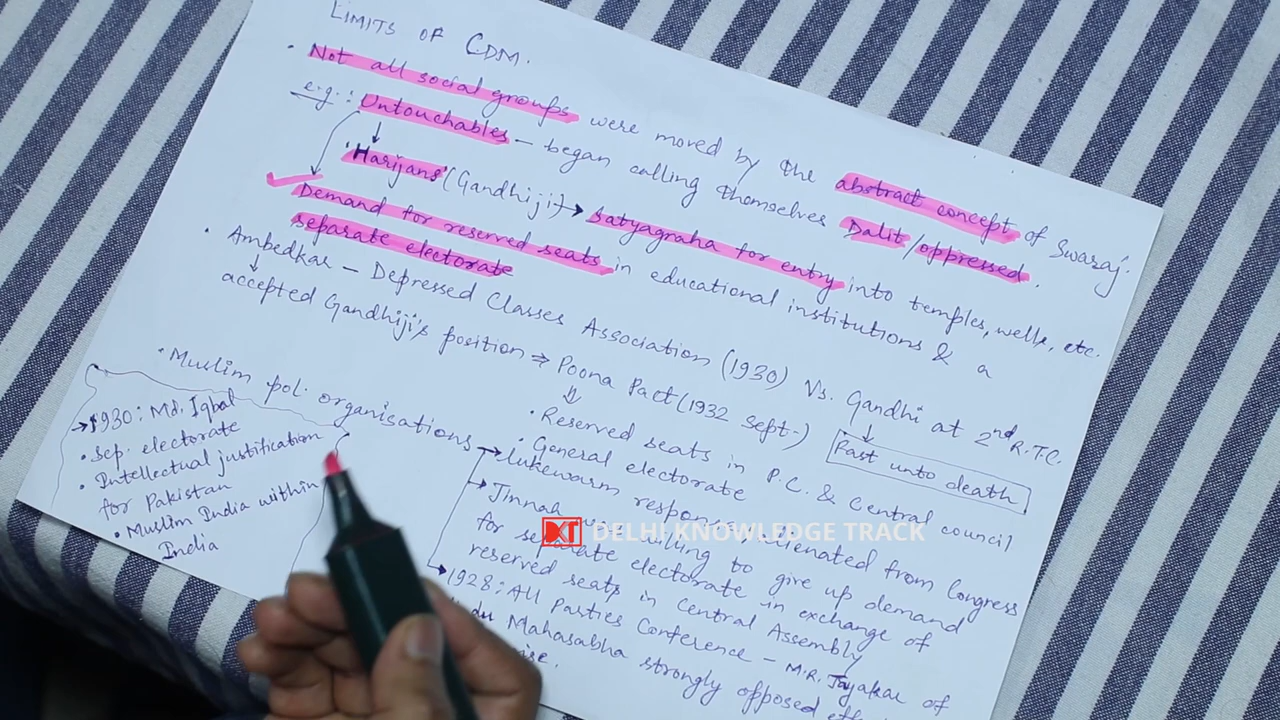 LIMITS OF CDM.
· Not all social groups were moved by the abstract concept of Swaraj.
e.g.: Untouchables – began calling themselves Dalit/oppressed.
'Harijans' (Gandhiji) → Satyagraha for entry into temples, wells, etc.
Demand for reserved seats in educational institutions & a
separate electorate
· Ambedkar – Depressed Classes Association (1930) Vs. Gandhi at 2nd R.T.C.
accepted Gandhiji's position ⇒ Poona Pact (1932 Sept.)
Fast unto death
· Reserved seats in P.C. & Central council
· General electorate
· Muslim pol. organisations → lukewarm response, alienated from Congress
→ Jinnah willing to give up demand
for separate electorate in exchange of
reserved seats in Central Assembly
→ 1928: All Parties Conference – M.R. Jayakar of
Mahasabha strongly opposed
→ 1930: Md. Iqbal
· sep. electorate
· Intellectual justification
for Pakistan
· Muslim India within
India
DELHI KNOWLEDGE TRACK